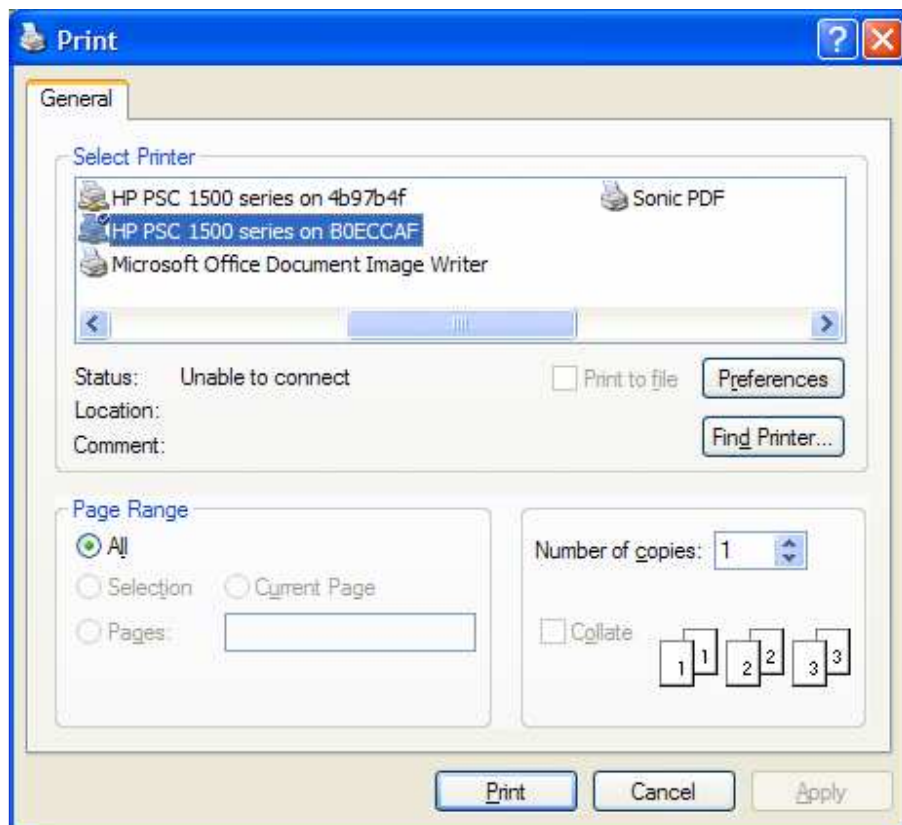 Print
General
Select Printer
HP PSC 1500 series on 4b97b4f
Sonic PDF
HP PSC 1500 series on B0ECCAF
Microsoft Office Document Image Writer
Status: Unable to connect
Print to file
Preferences
Location:
Comment:
Find Printer...
Page Range
All
Selection
Current Page
Pages:
Number of copies: 1
Collate
1 1 2 2 3 3
Print
Cancel
Apply